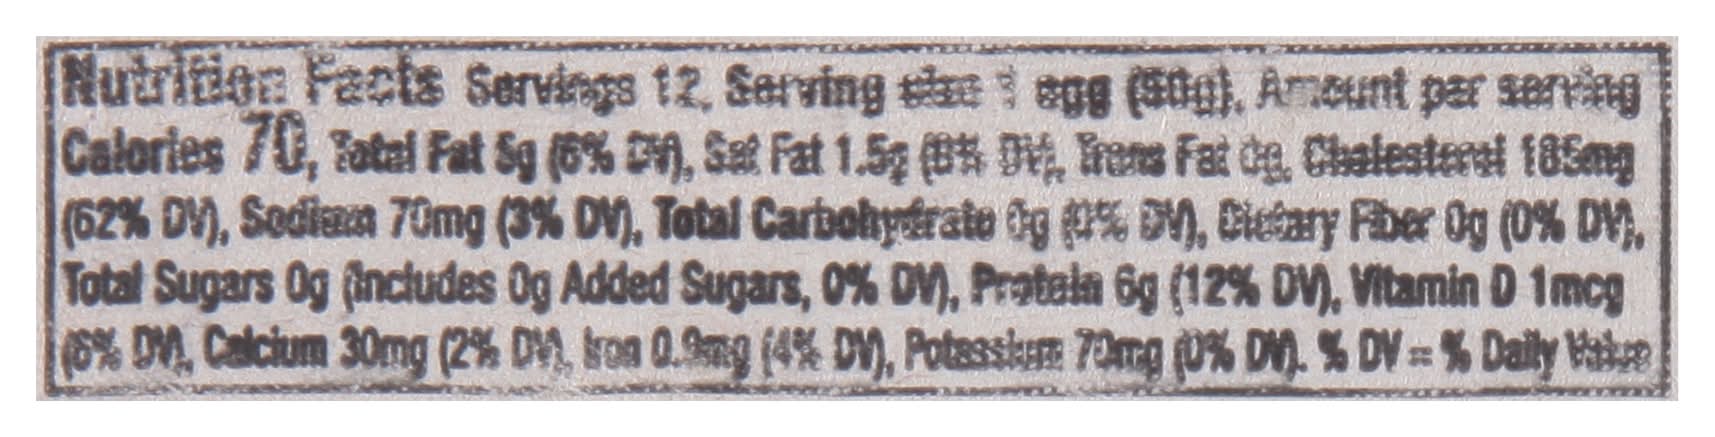 Nutrition Facts Servings 12, Serving size 1 egg (50g), Amount per serving
Calories 70, Total Fat 5g (6% DV), Sat Fat 1.5g (8% DV), Trans Fat 0g, Cholesterol 185mg
(62% DV), Sodium 70mg (3% DV), Total Carbohydrate 0g (0% DV), Dietary Fiber 0g (0% DV),
Total Sugars 0g (Includes 0g Added Sugars, 0% DV), Protein 6g (12% DV), Vitamin D 1mcg
(6% DV), Calcium 30mg (2% DV), Iron 0.9mg (4% DV), Potassium 70mg (0% DV). % DV = % Daily Value